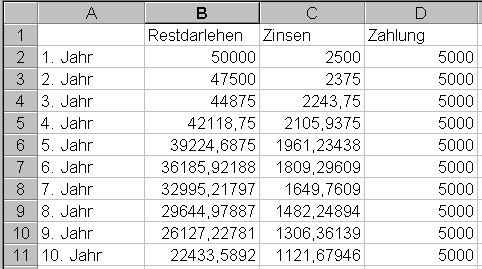 A B C D
1 Restdarlehen Zinsen Zahlung
2 1. Jahr 50000 2500 5000
3 2. Jahr 47500 2375 5000
4 3. Jahr 44875 2243,75 5000
5 4. Jahr 42118,75 2105,9375 5000
6 5. Jahr 39224,6875 1961,23438 5000
7 6. Jahr 36185,92188 1809,29609 5000
8 7. Jahr 32995,21797 1649,7609 5000
9 8. Jahr 29644,97887 1482,24894 5000
10 9. Jahr 26127,22781 1306,36139 5000
11 10. Jahr 22433,5892 1121,67946 5000